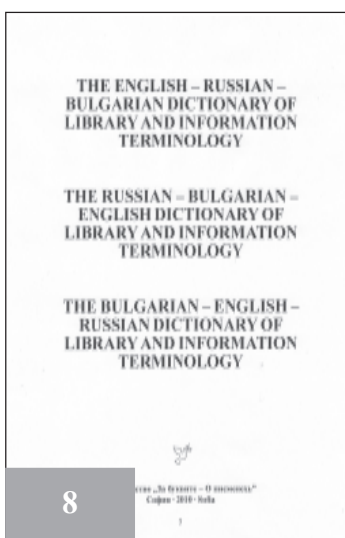 THE ENGLISH – RUSSIAN –
BULGARIAN DICTIONARY OF
LIBRARY AND INFORMATION
TERMINOLOGY
THE RUSSIAN – BULGARIAN –
ENGLISH DICTIONARY OF
LIBRARY AND INFORMATION
TERMINOLOGY
THE BULGARIAN – ENGLISH –
RUSSIAN DICTIONARY OF
LIBRARY AND INFORMATION
TERMINOLOGY
„За буквите – О писменехь"
София · 2010 · Sofia
8